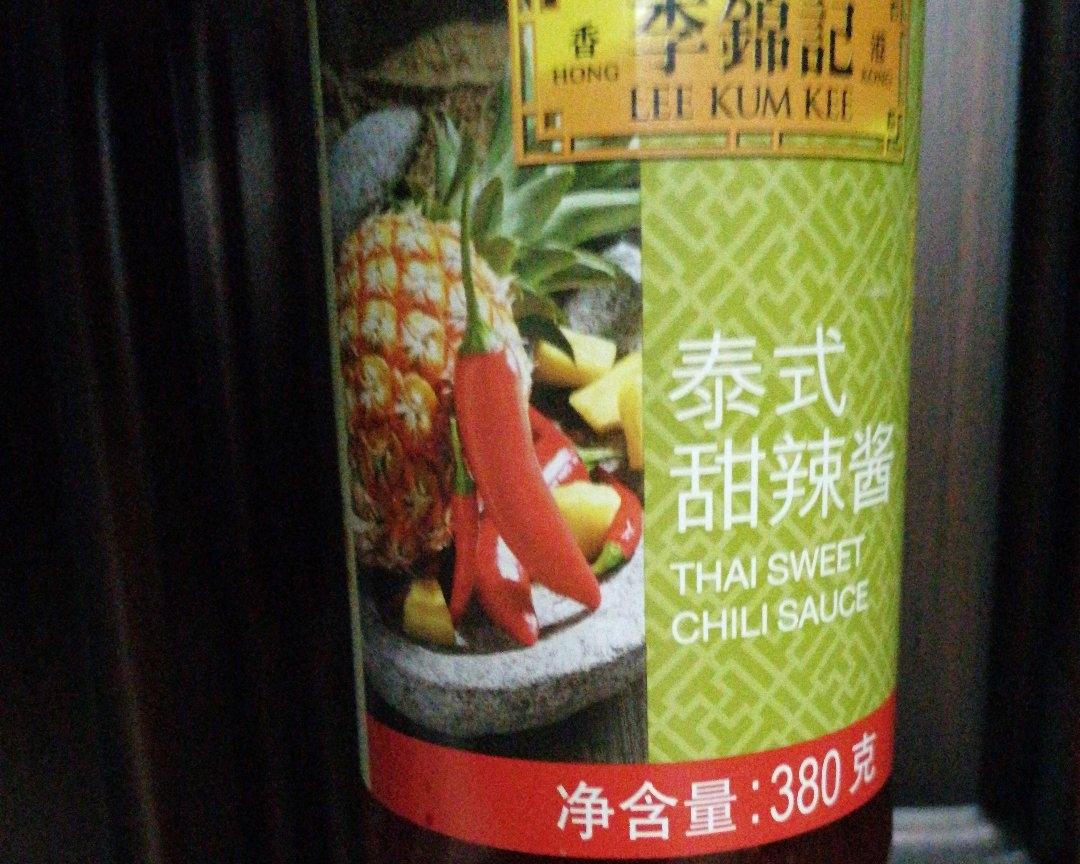 香 李錦記 港
HONG KONG
LEE KUM KEE
泰式
甜辣酱
THAI SWEET
CHILI SAUCE
净含量:380克